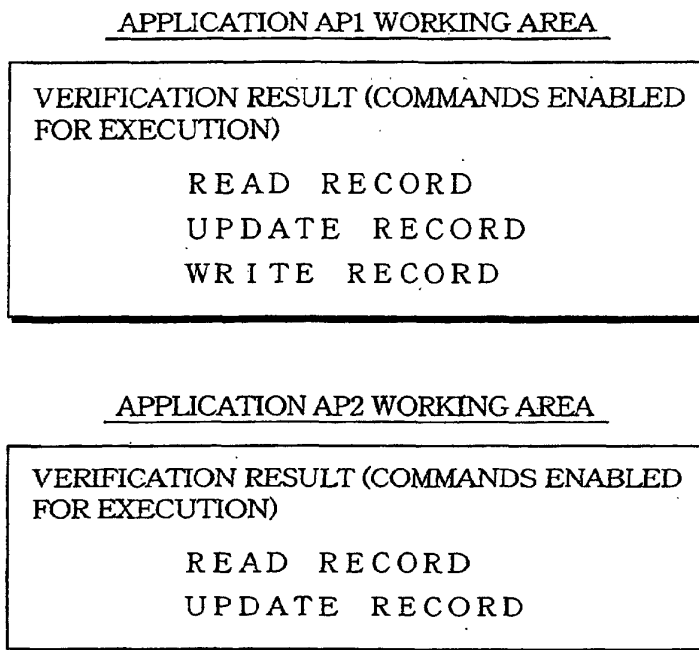 APPLICATION AP1 WORKING AREA
VERIFICATION RESULT (COMMANDS ENABLED
FOR EXECUTION)
READ RECORD
UPDATE RECORD
WRITE RECORD
APPLICATION AP2 WORKING AREA
VERIFICATION RESULT (COMMANDS ENABLED
FOR EXECUTION)
READ RECORD
UPDATE RECORD